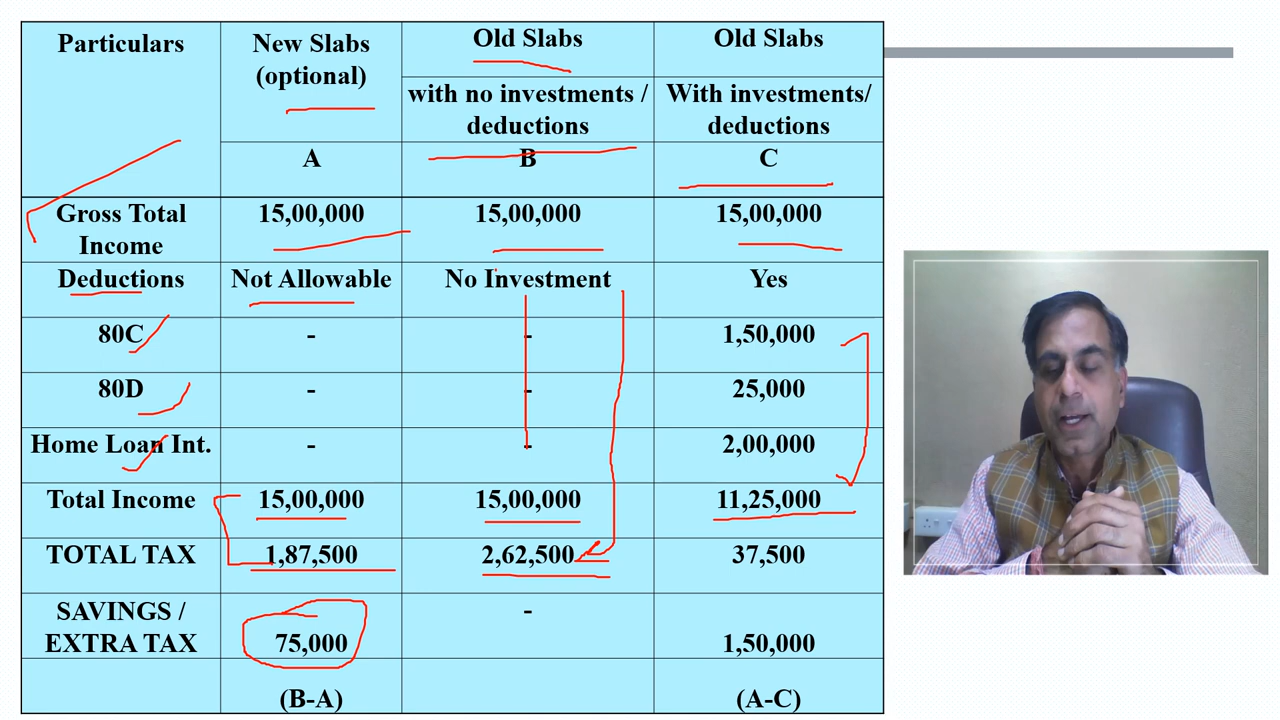 Particulars
New Slabs
(optional)
Old Slabs
Old Slabs
with no investments /
deductions
With investments/
deductions
A
B
C
Gross Total
Income
15,00,000
15,00,000
15,00,000
Deductions
Not Allowable
No Investment
Yes
80C
-
-
1,50,000
80D
-
-
25,000
Home Loan Int.
-
-
2,00,000
Total Income
15,00,000
15,00,000
11,25,000
TOTAL TAX
1,87,500
2,62,500
37,500
SAVINGS /
EXTRA TAX
75,000
-
1,50,000
(B-A)
(A-C)